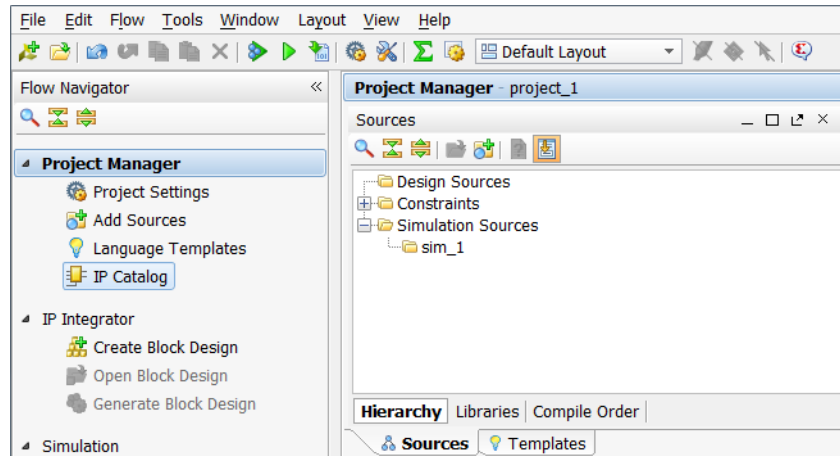 File Edit Flow Tools Window Layout View Help
Default Layout
Flow Navigator
Project Manager - project_1
Sources
Project Manager
Project Settings
Add Sources
Language Templates
IP Catalog
Design Sources
Constraints
Simulation Sources
sim_1
IP Integrator
Create Block Design
Open Block Design
Generate Block Design
Hierarchy Libraries Compile Order
Simulation
Sources Templates